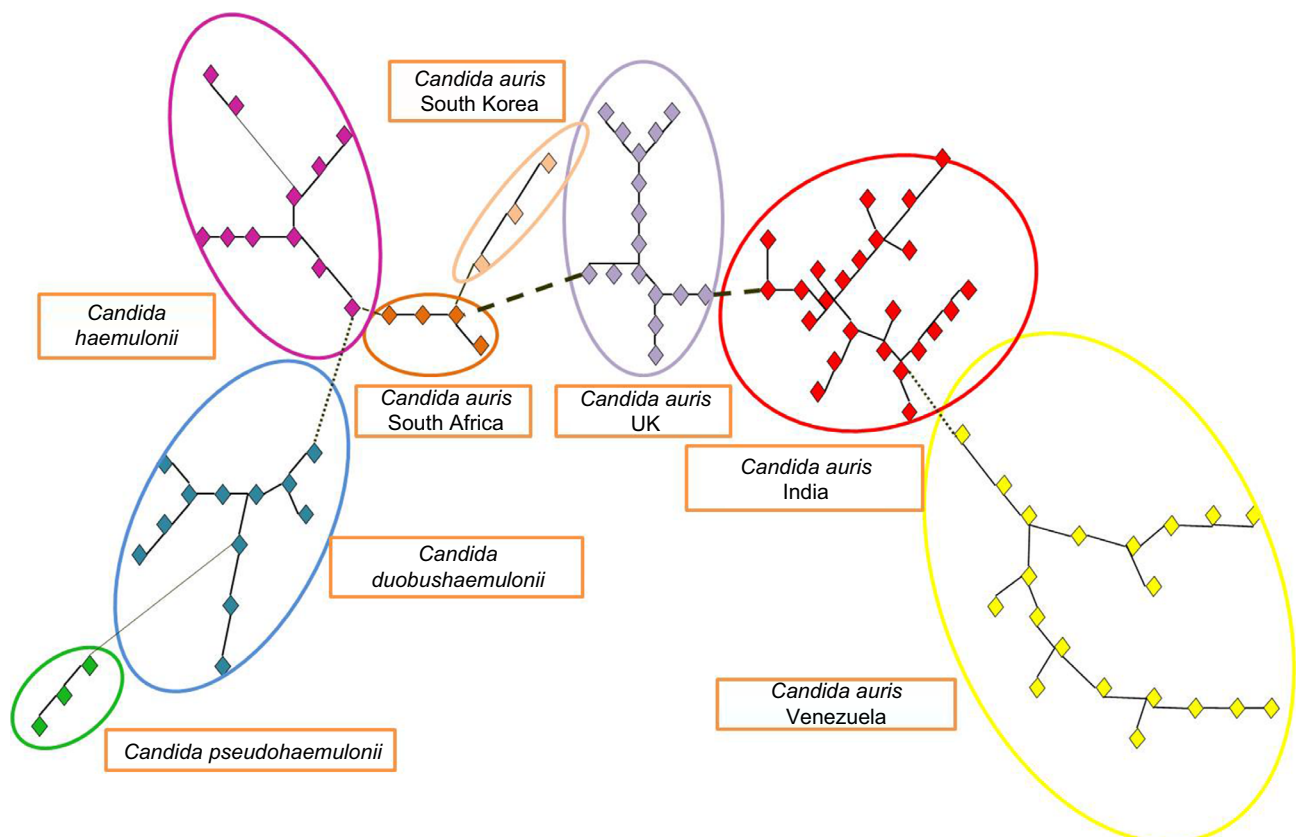 Candida auris
South Korea
Candida
haemulonii
Candida auris
South Africa
Candida auris
UK
Candida auris
India
Candida
duobushaemulonii
Candida auris
Venezuela
Candida pseudohaemulonii